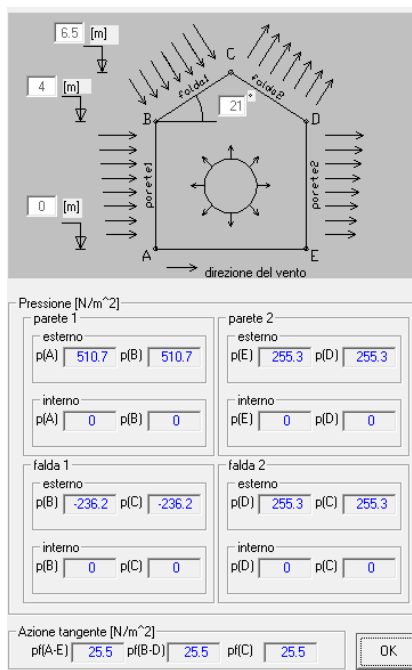 6.5 [m]
C
4 [m]
falda1
falda2
21 °
B
D
parete1
parete2
0 [m]
A
E
direzione del vento
Pressione [N/m^2]
parete 1
esterno
p(A) 510.7 p(B) 510.7
interno
p(A) 0 p(B) 0
parete 2
esterno
p(E) 255.3 p(D) 255.3
interno
p(E) 0 p(D) 0
falda 1
esterno
p(B) -236.2 p(C) -236.2
interno
p(B) 0 p(C) 0
falda 2
esterno
p(D) 255.3 p(C) 255.3
interno
p(D) 0 p(C) 0
Azione tangente [N/m^2]
pf(A-E) 25.5 pf(B-D) 25.5 pf(C) 25.5
OK